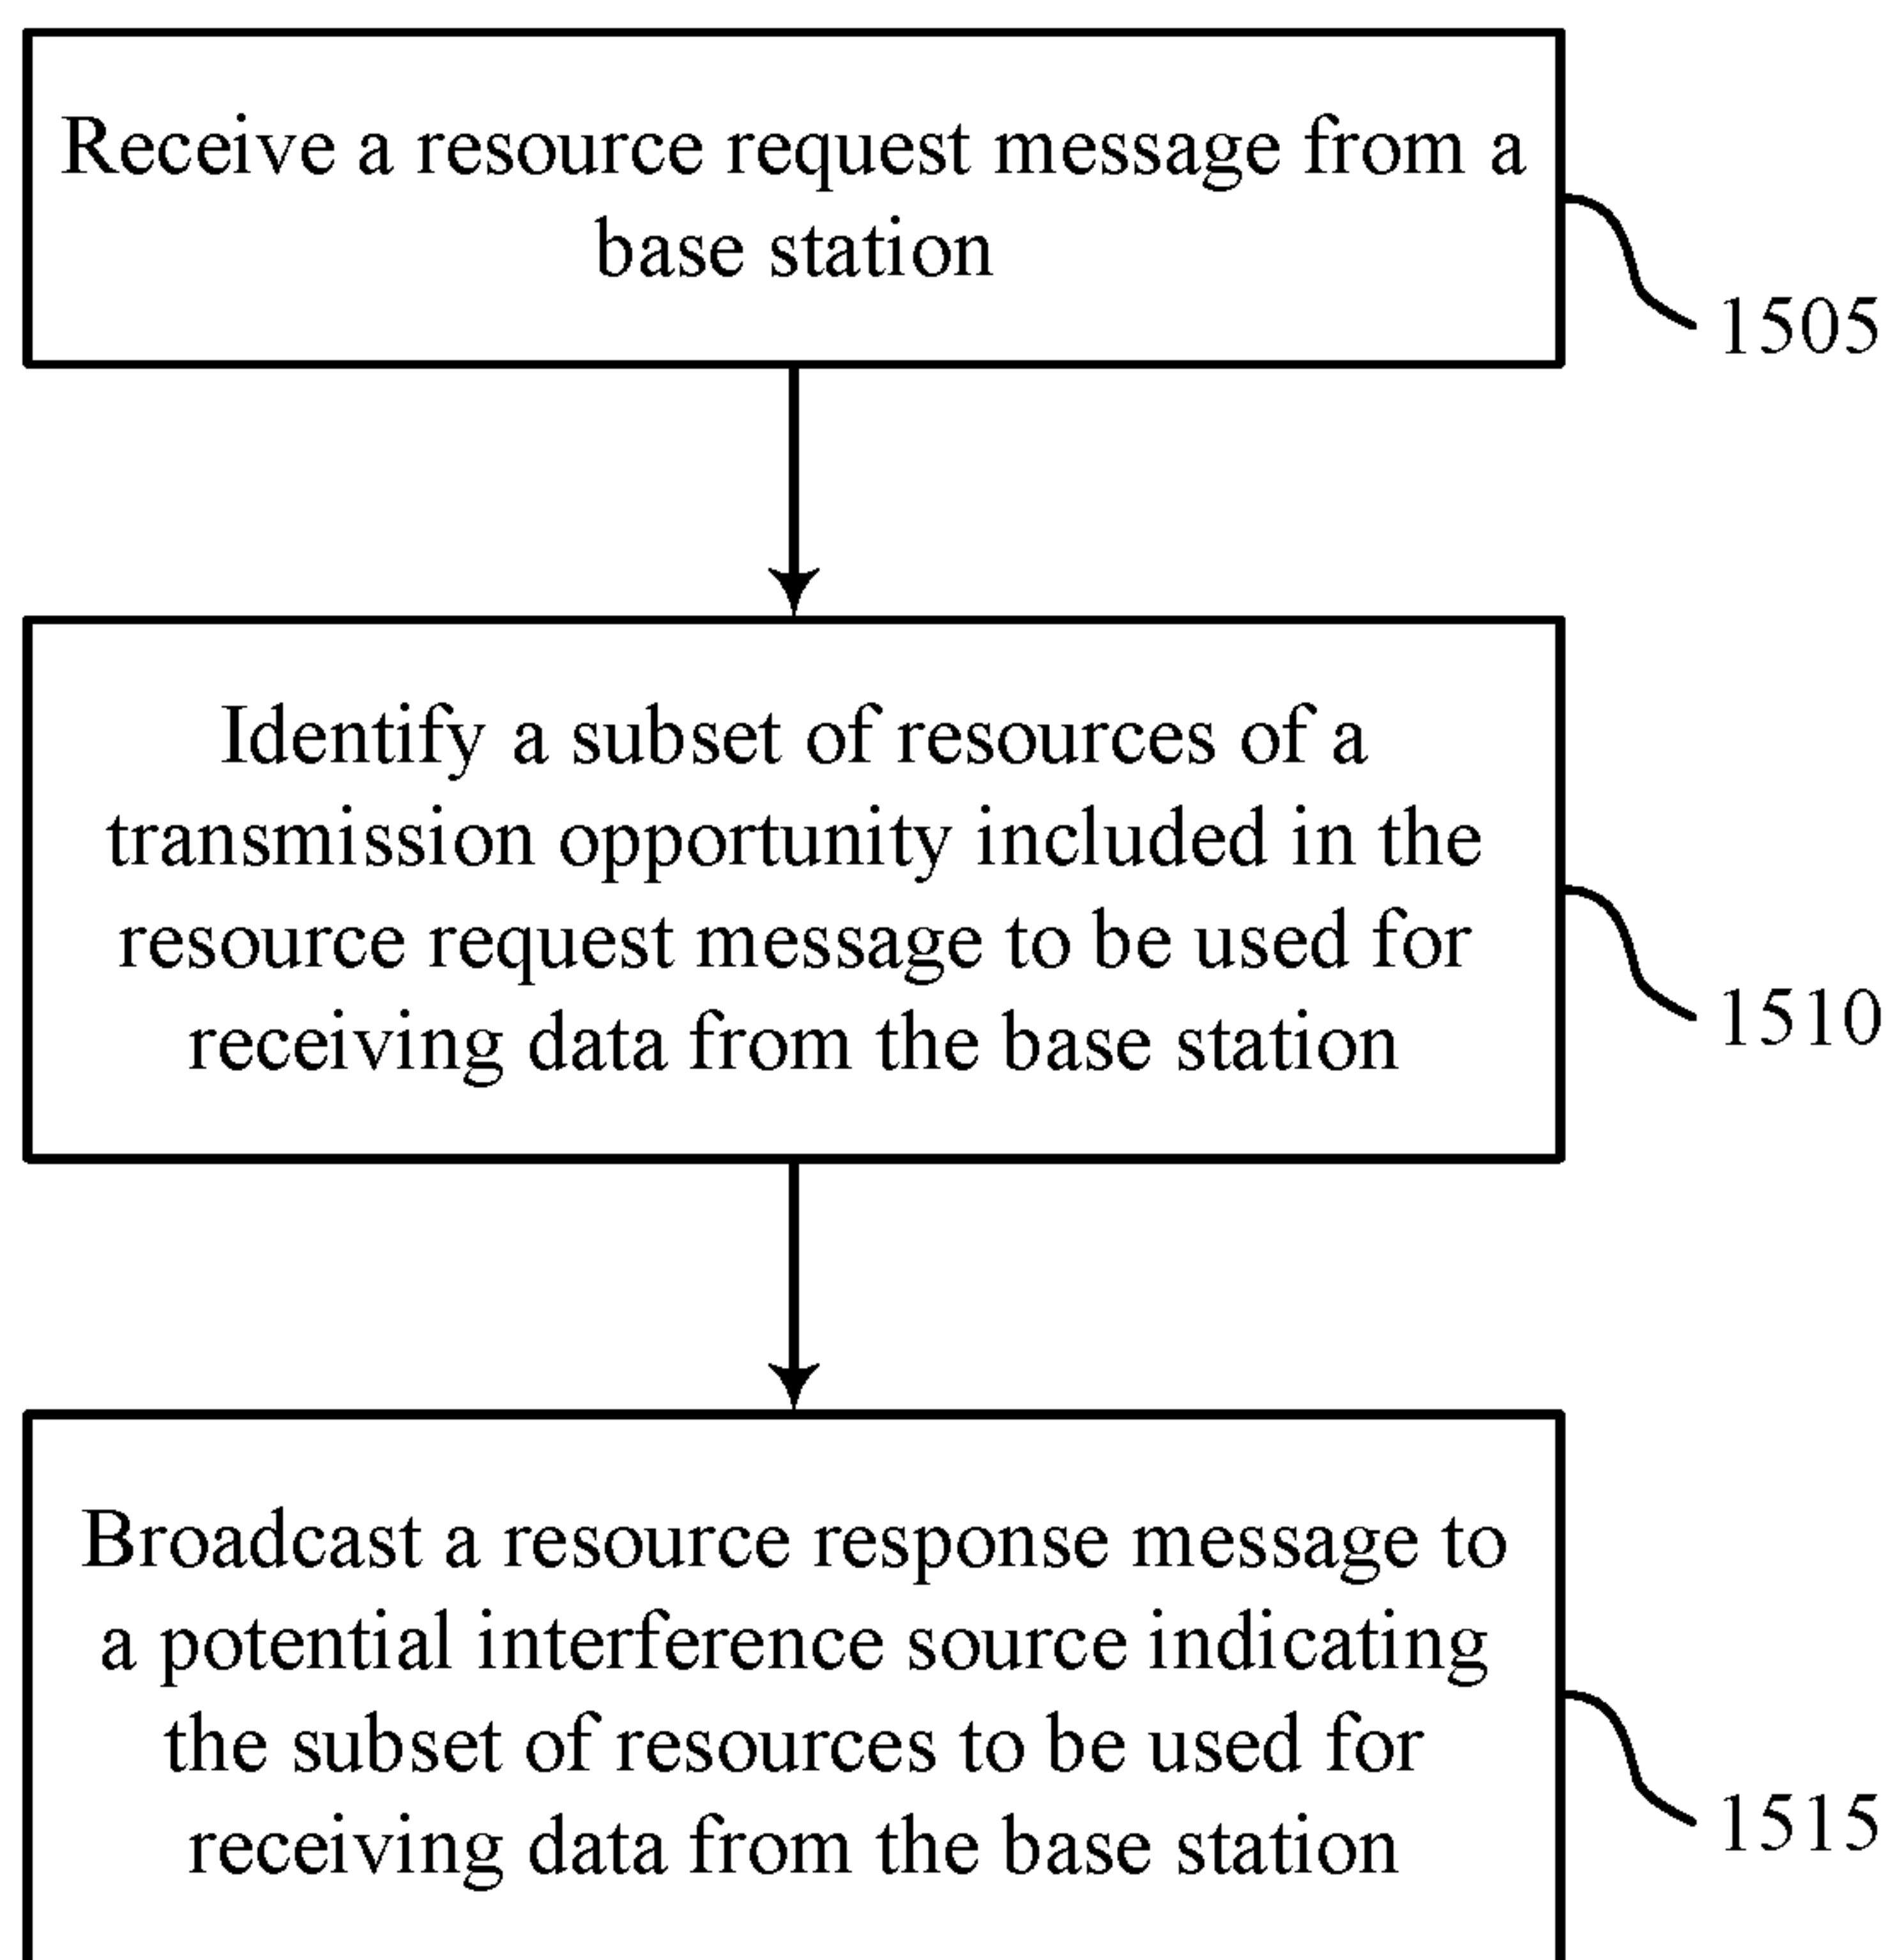 Receive a resource request message from a
base station
1505
Identify a subset of resources of a
transmission opportunity included in the
resource request message to be used for
receiving data from the base station
1510
Broadcast a resource response message to
a potential interference source indicating
the subset of resources to be used for
receiving data from the base station
1515